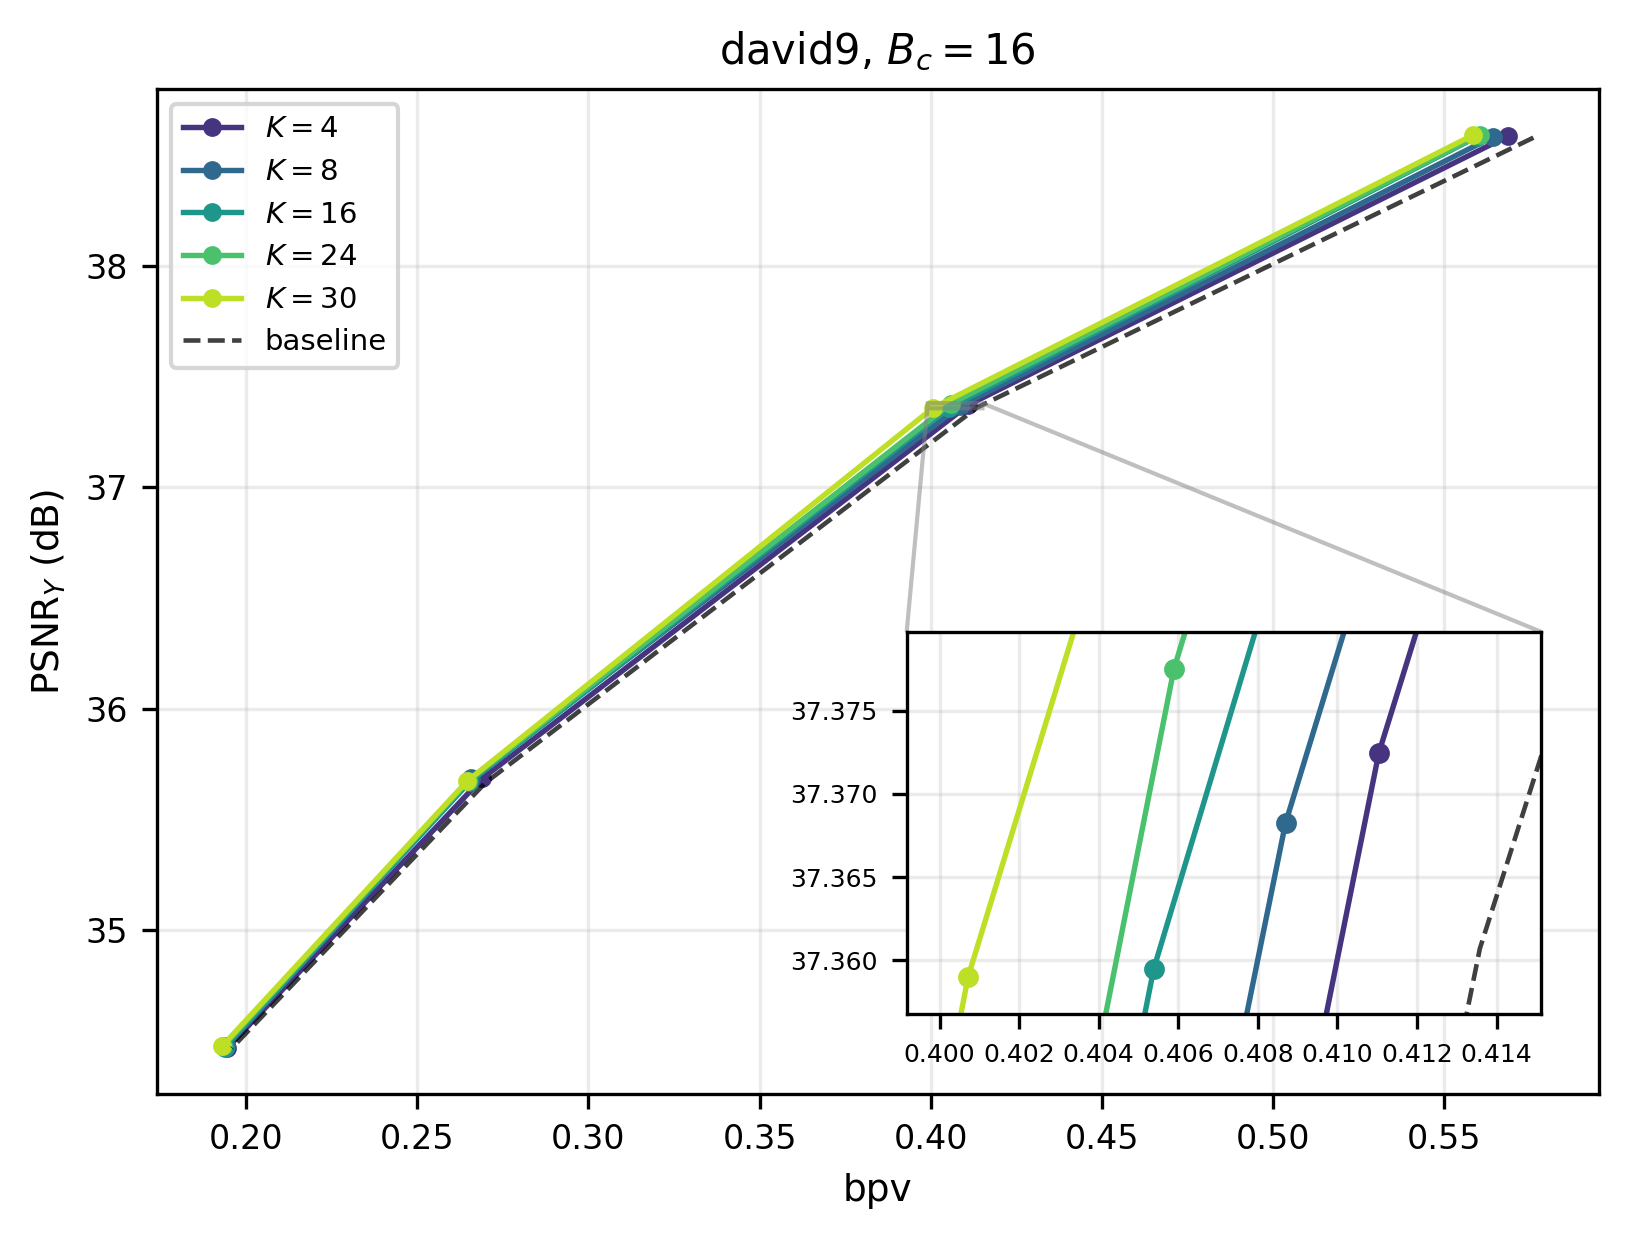 david9, B_c = 16
K = 4
K = 8
K = 16
K = 24
K = 30
baseline
PSNR_Y (dB)
38
37
36
35
37.375
37.370
37.365
37.360
0.400 0.402 0.404 0.406 0.408 0.410 0.412 0.414
0.20 0.25 0.30 0.35 0.40 0.45 0.50 0.55
bpv